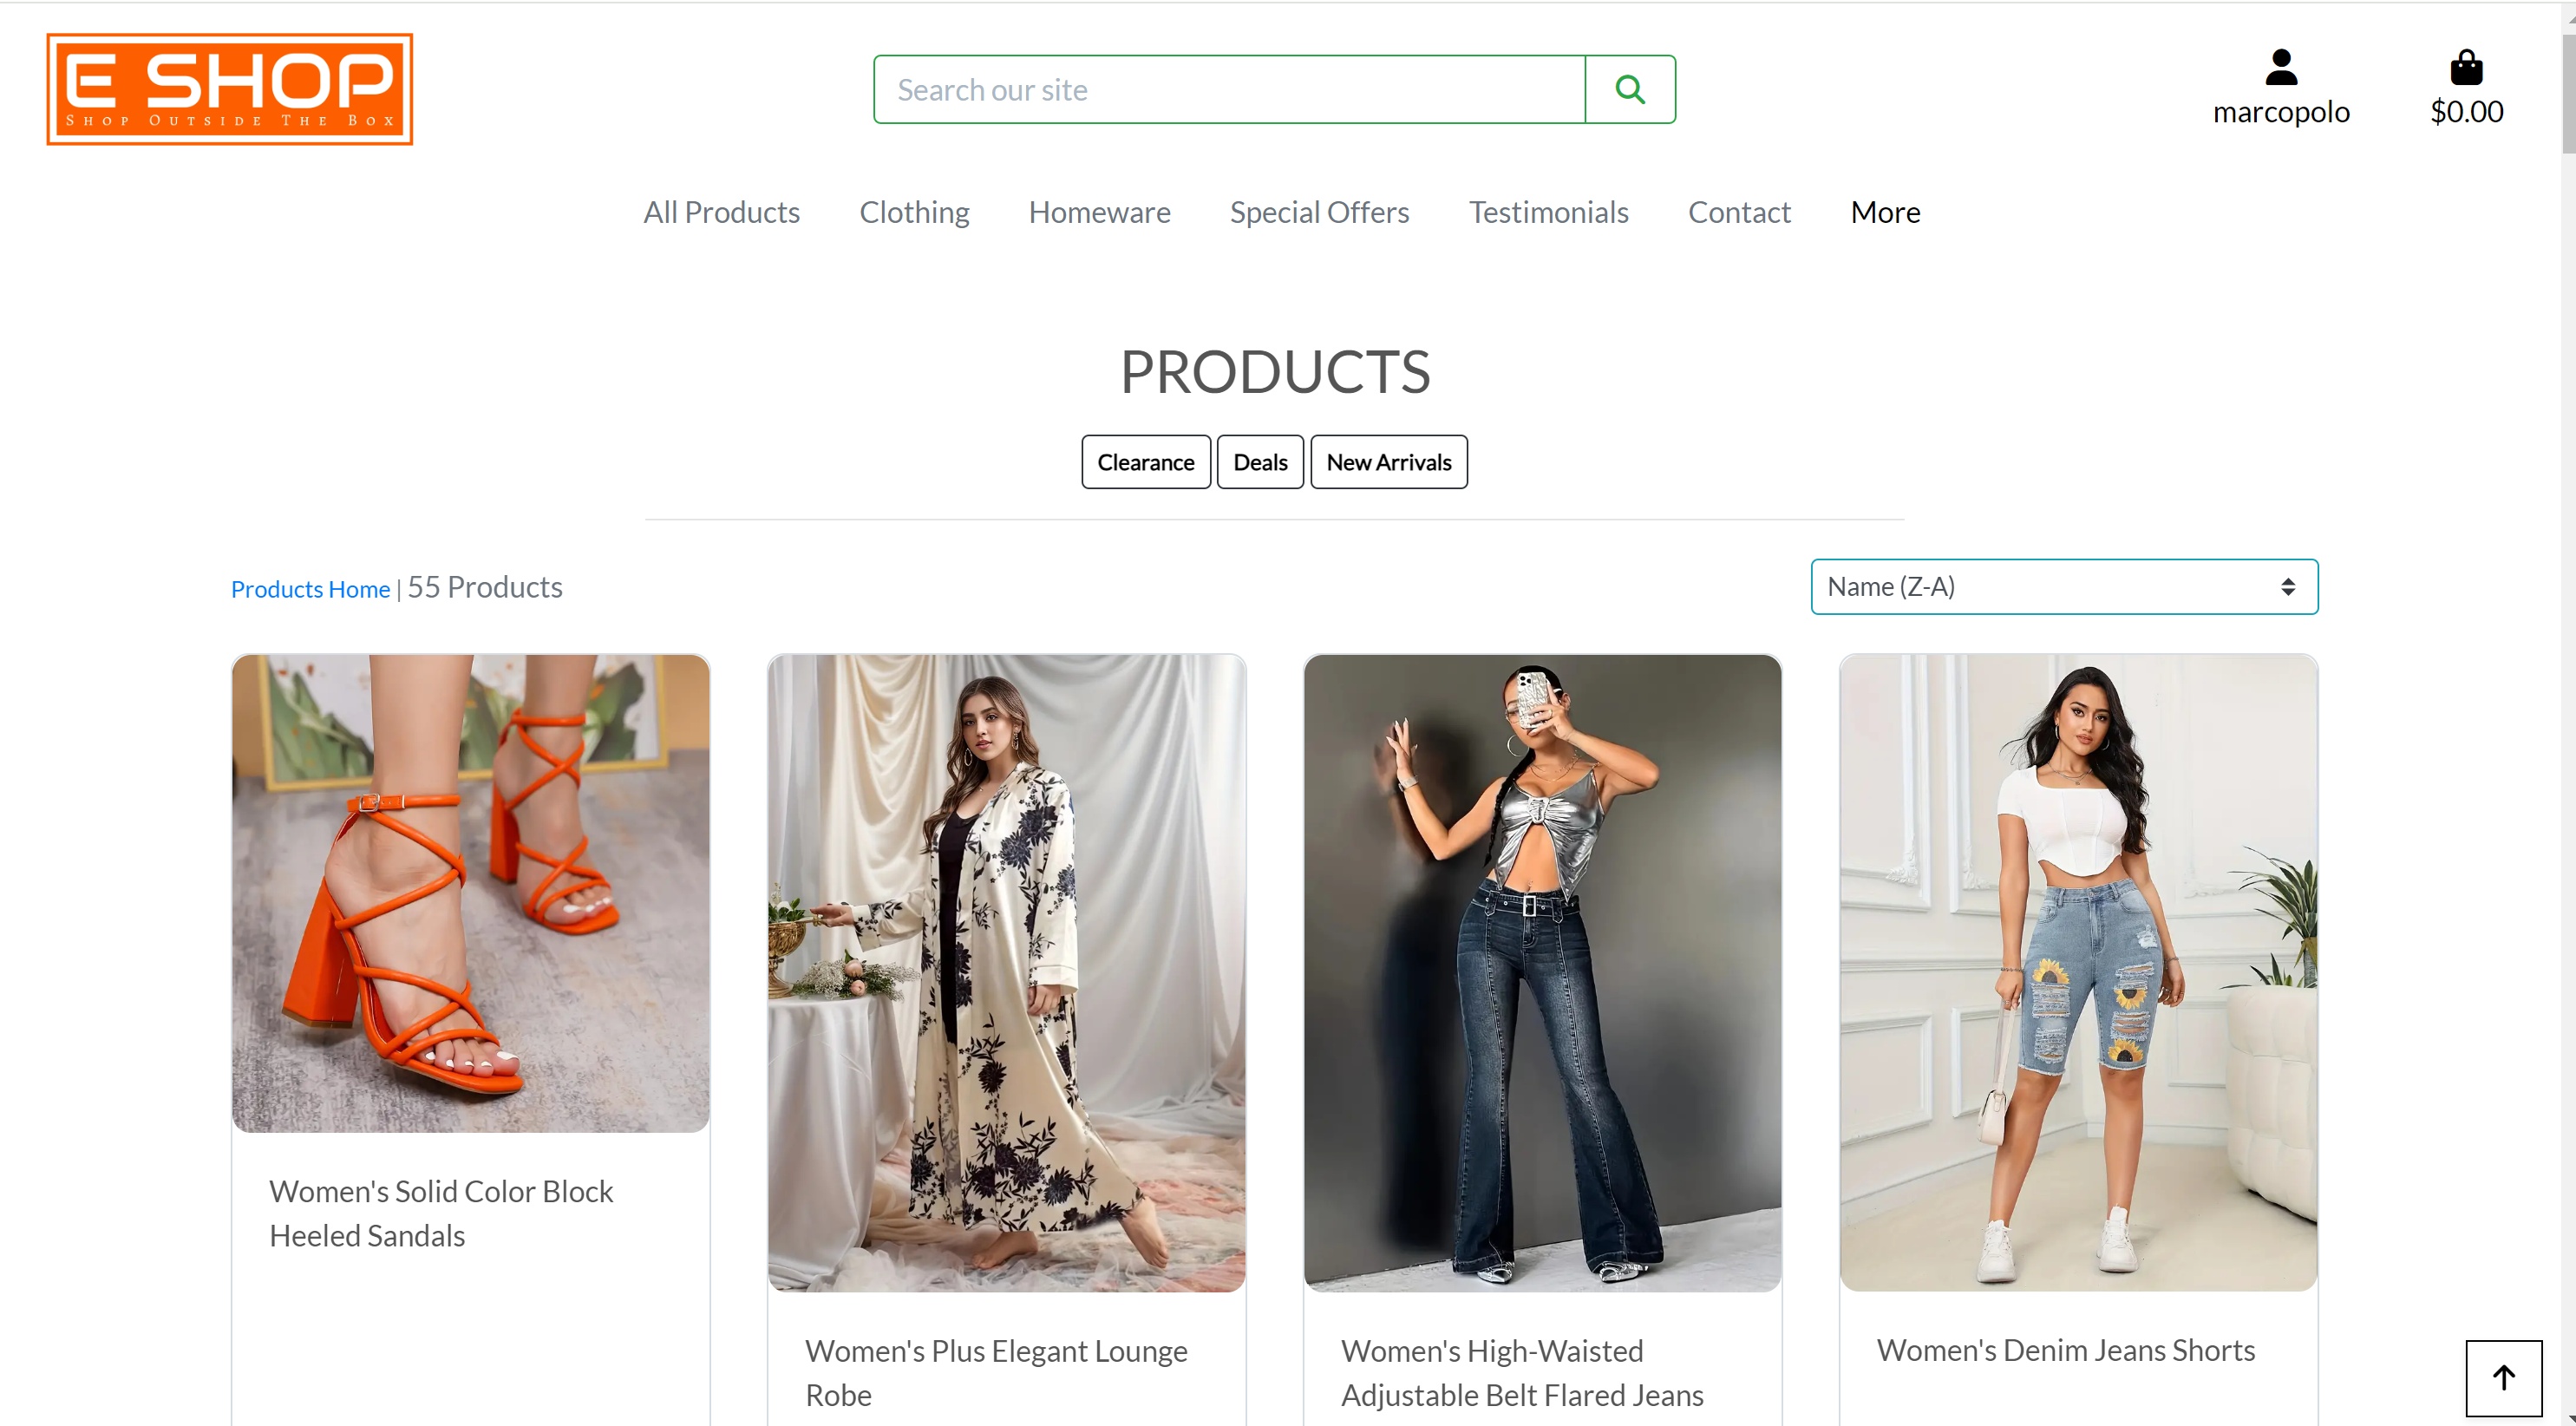 E SHOP
Shop Outside The Box
Search our site
marcopolo
$0.00
All Products Clothing Homeware Special Offers Testimonials Contact More
PRODUCTS
Clearance Deals New Arrivals
Products Home | 55 Products
Name (Z-A)
Women's Solid Color Block
Heeled Sandals
Women's Plus Elegant Lounge
Robe
Women's High-Waisted
Adjustable Belt Flared Jeans
Women's Denim Jeans Shorts